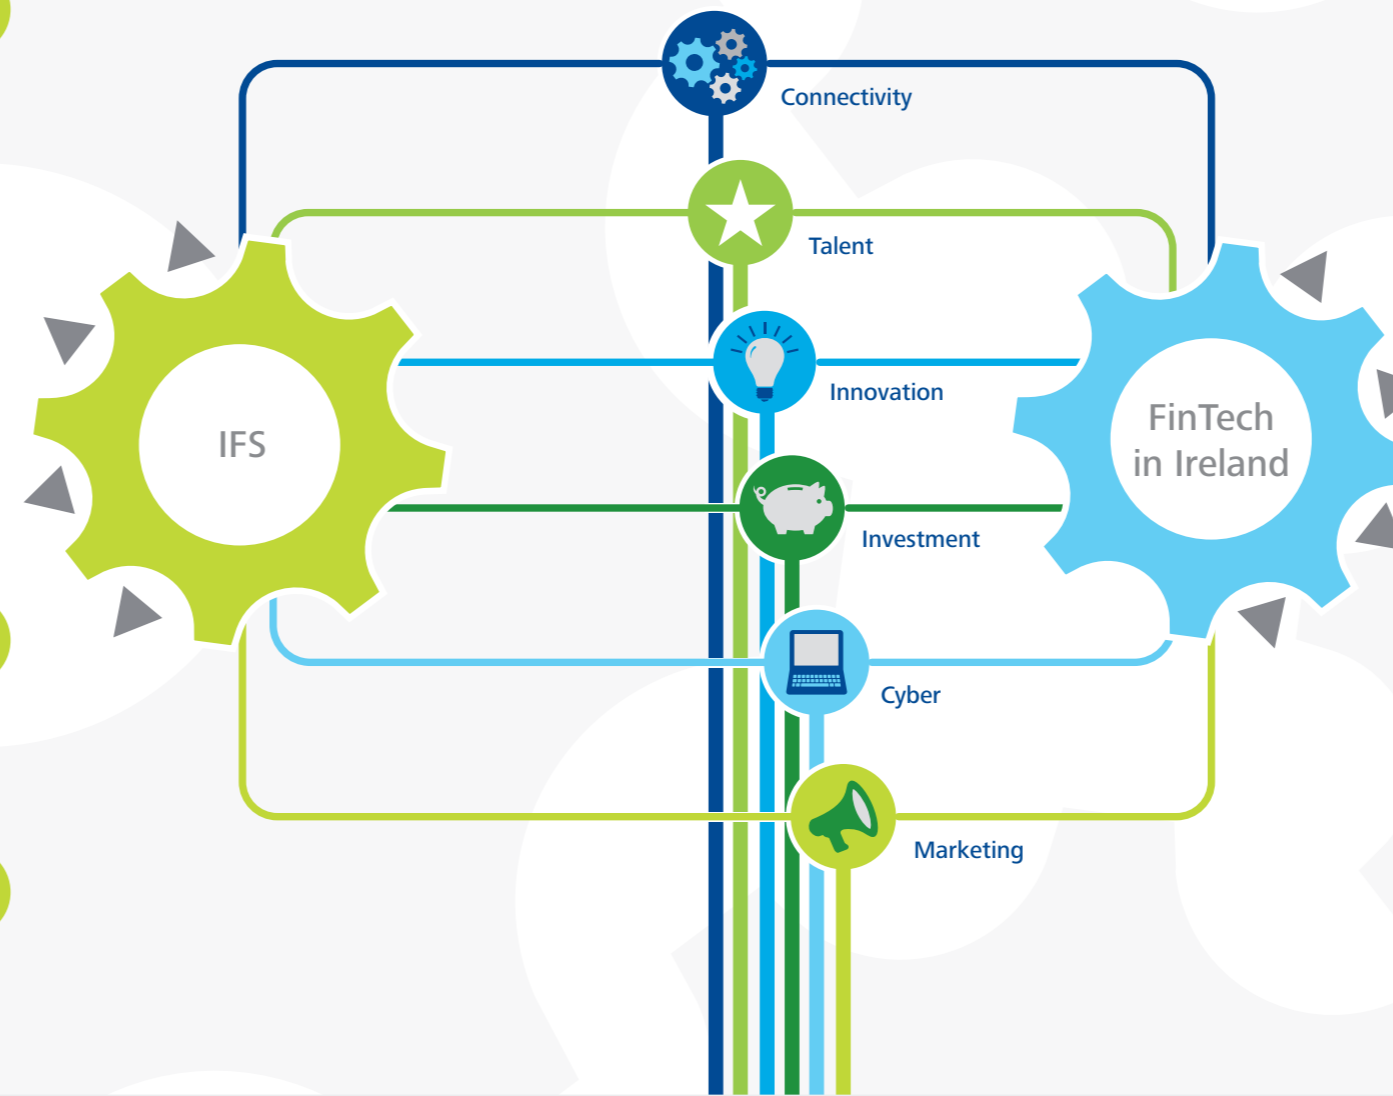 Connectivity
Talent
Innovation
IFS
FinTech
in Ireland
Investment
Cyber
Marketing